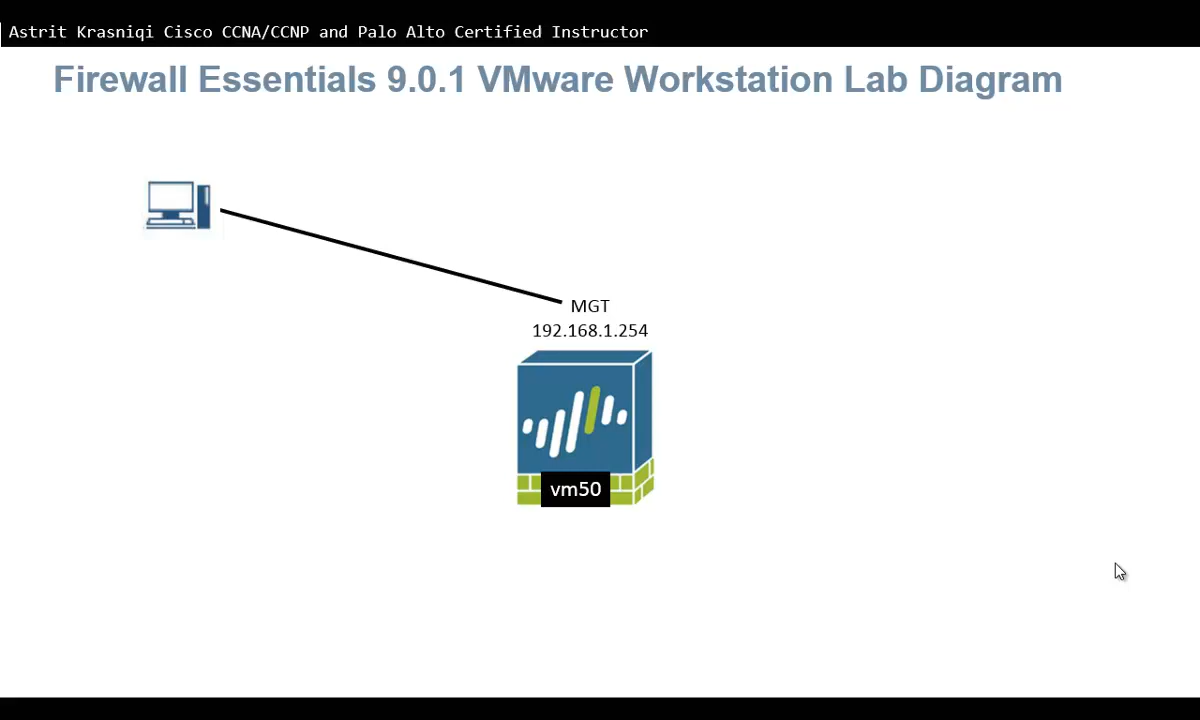 Astrit Krasniqi Cisco CCNA/CCNP and Palo Alto Certified Instructor
Firewall Essentials 9.0.1 VMware Workstation Lab Diagram
MGT
192.168.1.254
vm50